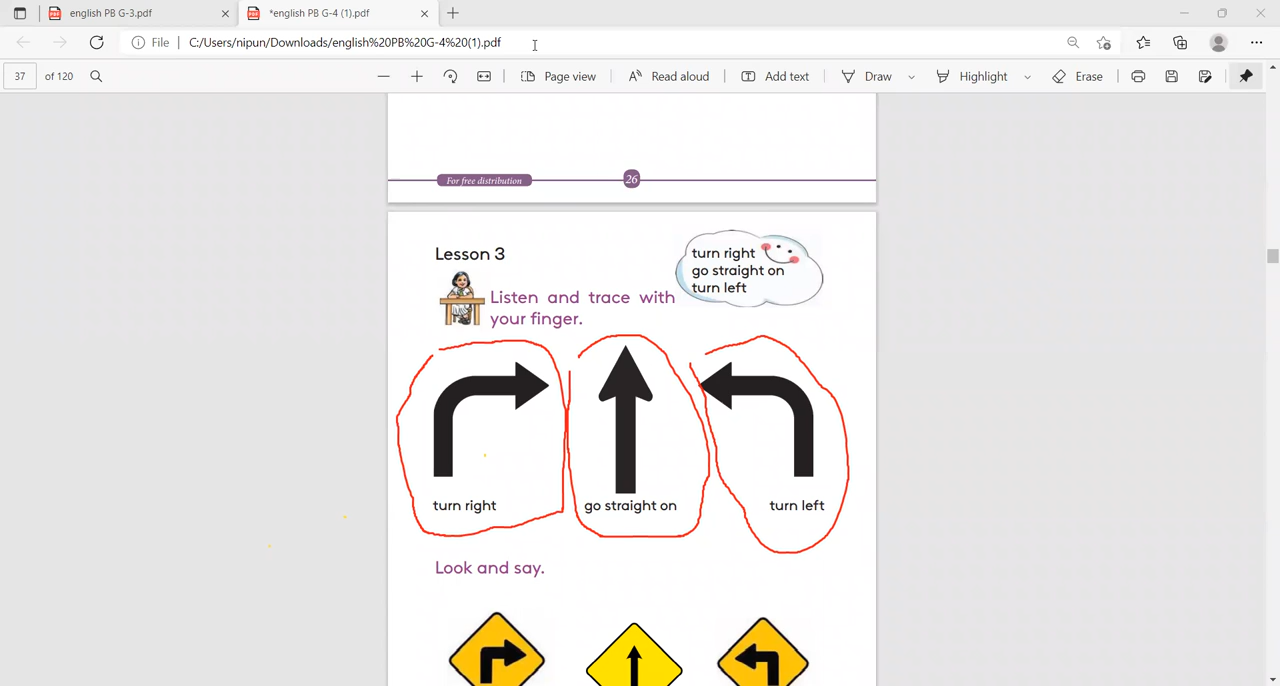 english PB G-3.pdf
*english PB G-4 (1).pdf
File
C:/Users/nipun/Downloads/english%20PB%20G-4%20(1).pdf
37 of 120
Page view
Read aloud
Add text
Draw
Highlight
Erase
For free distribution
26
Lesson 3
turn right
go straight on
turn left
Listen and trace with
your finger.
turn right
go straight on
turn left
Look and say.